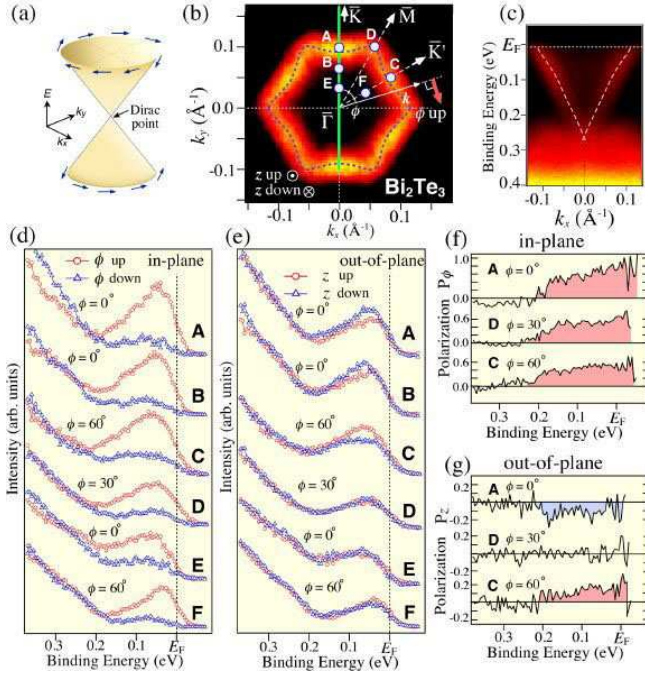 (a)
E
k_y
k_x
Dirac
point
(b)
K̄
M̄
K̄'
A
B
E
D
C
F
k
ϕ
ϕ up
Γ̄
z up ⊙
z down ⊗
Bi₂Te₃
0.1
0.0
-0.1
k_y (Å⁻¹)
-0.1
0.0
0.1
k_x (Å⁻¹)
(c)
E_F
0.1
0.2
0.3
0.4
Binding Energy (eV)
-0.1
0.0
0.1
k_x (Å⁻¹)
(d)
ϕ up
ϕ down
in-plane
ϕ = 0°
A
ϕ = 0°
B
ϕ = 60°
C
ϕ = 30°
D
ϕ = 0°
E
ϕ = 60°
F
Intensity (arb. units)
0.3
0.2
0.1
E_F
Binding Energy (eV)
(e)
z up
z down
out-of-plane
ϕ = 0°
A
ϕ = 0°
B
ϕ = 60°
C
ϕ = 30°
D
ϕ = 0°
E
ϕ = 60°
F
Intensity (arb. units)
0.3
0.2
0.1
E_F
Binding Energy (eV)
(f)
in-plane
A ϕ = 0°
D ϕ = 30°
C ϕ = 60°
Polarization P_ϕ
1.0
0.0
0.6
0.0
0.6
0.0
0.3
0.2
0.1
E_F
Binding Energy (eV)
(g)
out-of-plane
A ϕ = 0°
D ϕ = 30°
C ϕ = 60°
Polarization P_z
0.2
-0.2
0.2
-0.2
0.2
-0.2
0.3
0.2
0.1
E_F
Binding Energy (eV)